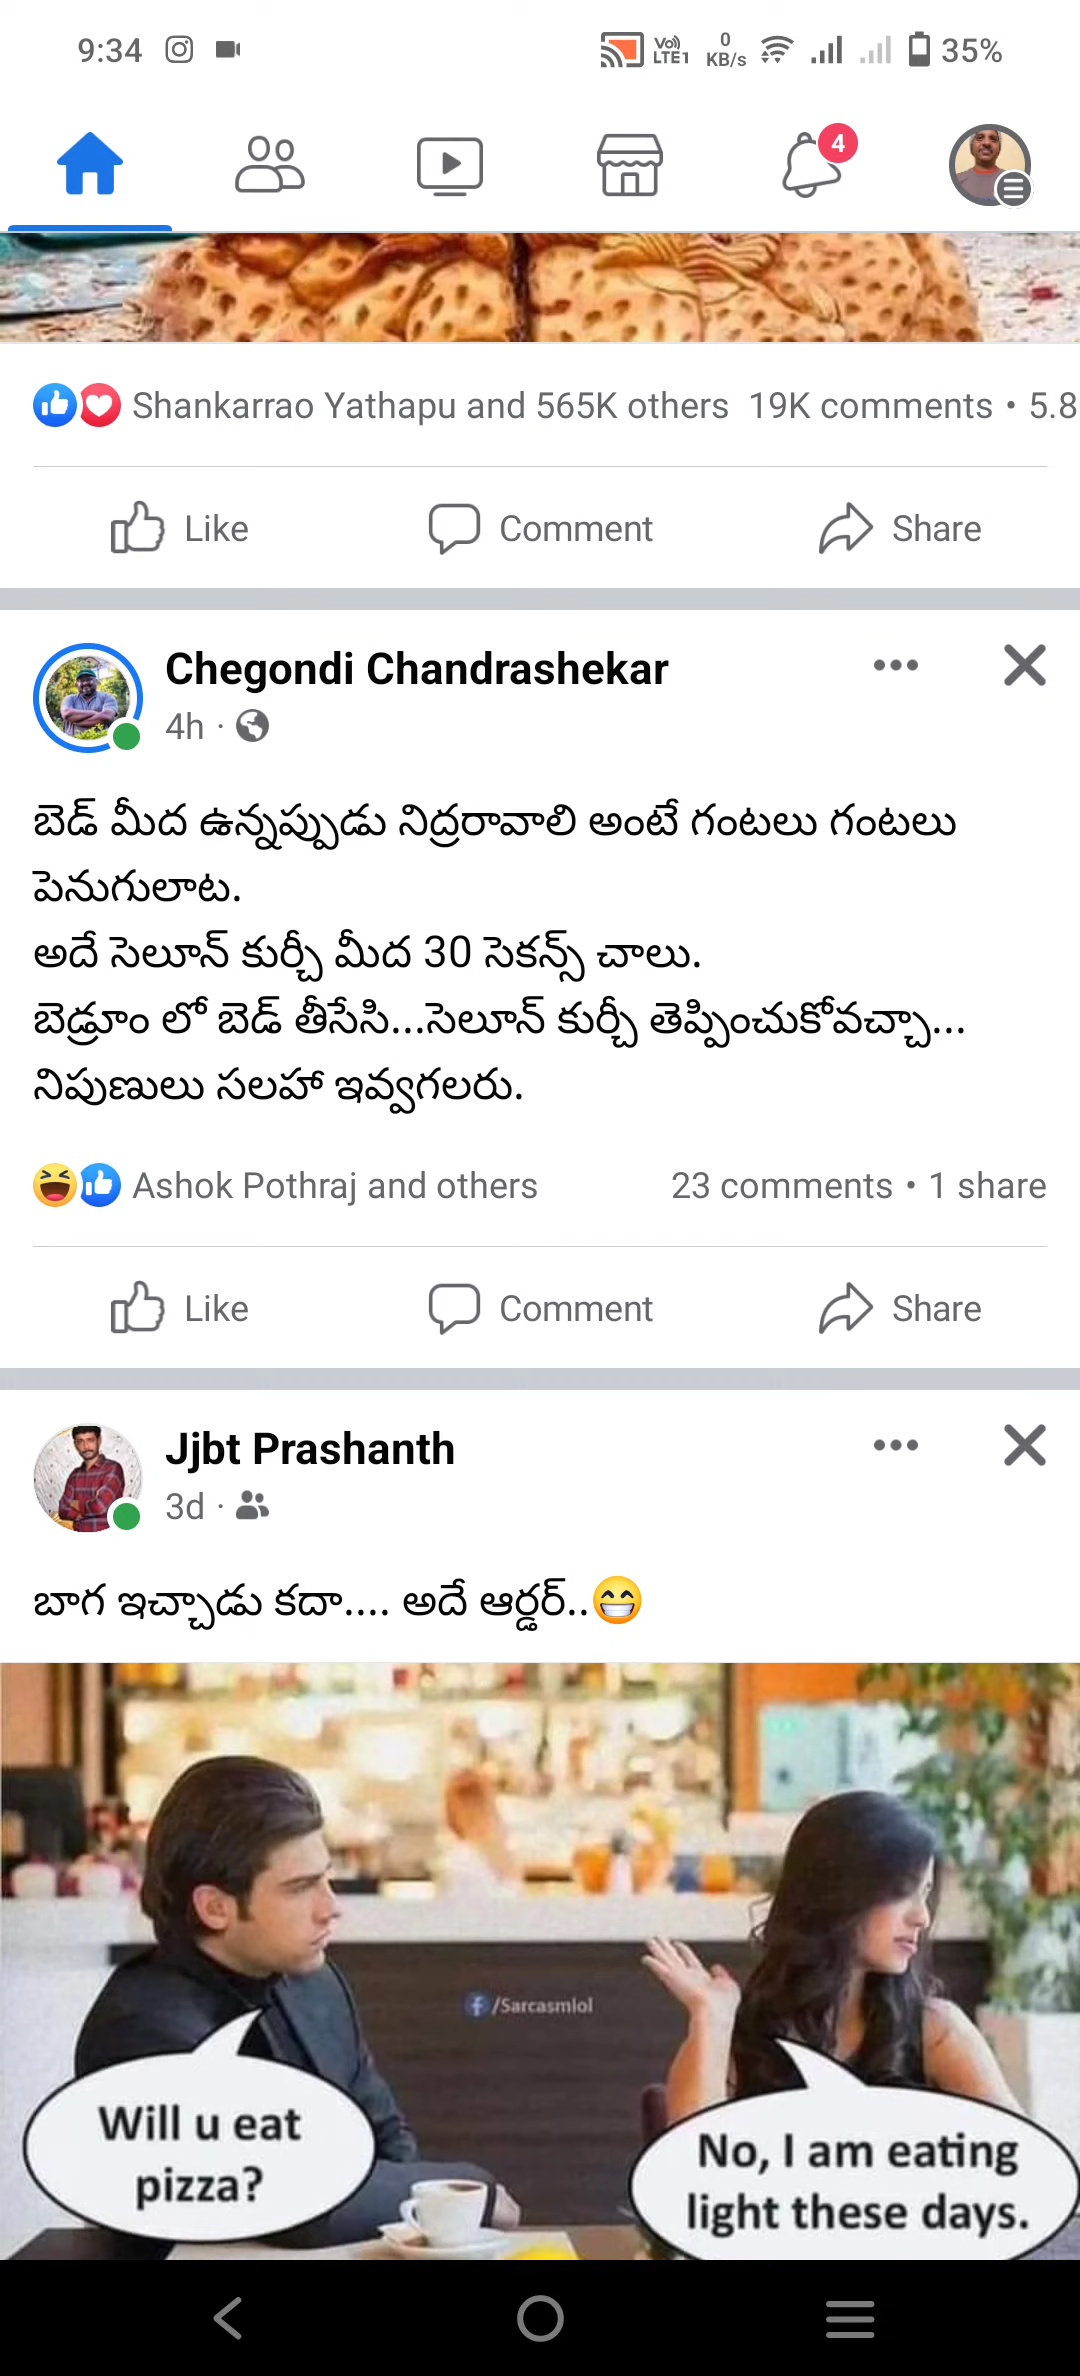 9:34
Vo)) LTE1
0 KB/s
35%
4
Shankarrao Yathapu and 565K others 19K comments • 5.8
Like Comment Share
Chegondi Chandrashekar
4h ·
బెడ్ మీద ఉన్నప్పుడు నిద్రరావాలి అంటే గంటలు గంటలు
పెనుగులాట.
అదే సెలూన్ కుర్చీ మీద 30 సెకన్స్ చాలు.
బెడ్రూం లో బెడ్ తీసేసి...సెలూన్ కుర్చీ తెప్పించుకోవచ్చా...
నిపుణులు సలహా ఇవ్వగలరు.
Ashok Pothraj and others 23 comments • 1 share
Like Comment Share
Jjbt Prashanth
3d ·
బాగ ఇచ్చాడు కదా.... అదే ఆర్డర్..😁
f/Sarcasmlol
Will u eat
pizza?
No, I am eating
light these days.